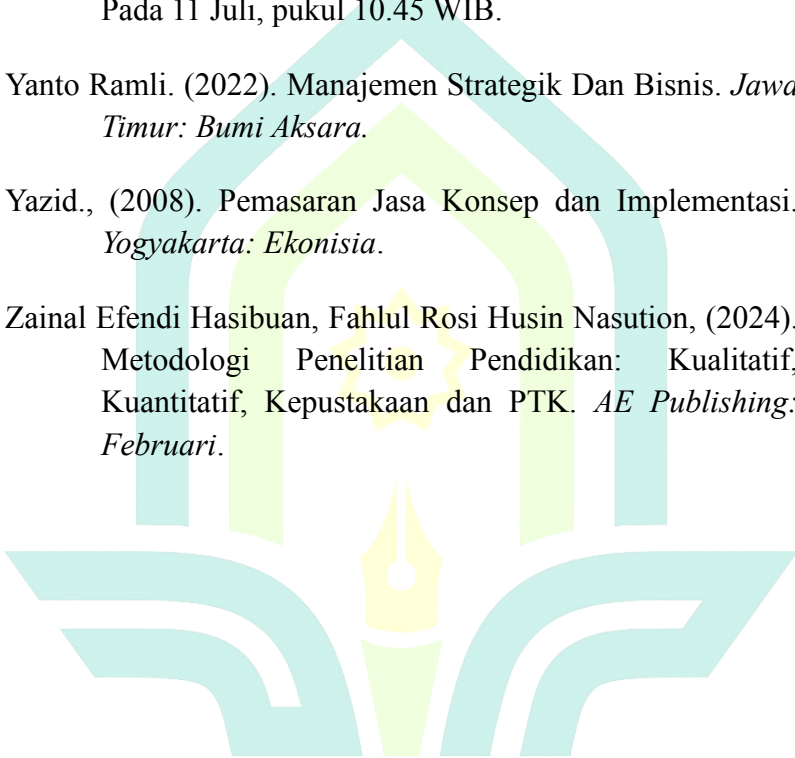 Pada 11 Juli, pukul 10.45 WIB.
Yanto Ramli. (2022). Manajemen Strategik Dan Bisnis. Jawa
Timur: Bumi Aksara.
Yazid., (2008). Pemasaran Jasa Konsep dan Implementasi.
Yogyakarta: Ekonisia.
Zainal Efendi Hasibuan, Fahlul Rosi Husin Nasution, (2024).
Metodologi Penelitian Pendidikan: Kualitatif,
Kuantitatif, Kepustakaan dan PTK. AE Publishing:
Februari.